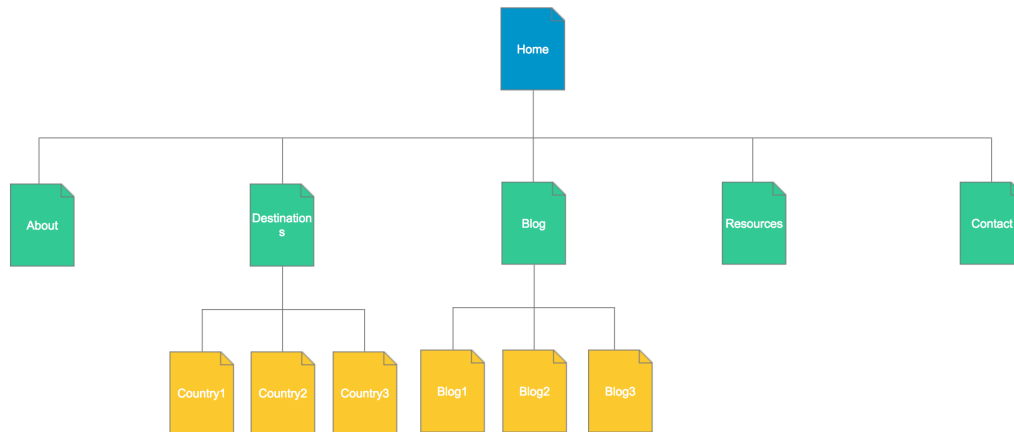 Home
About
Destination
s
Blog
Resources
Contact
Country1
Country2
Country3
Blog1
Blog2
Blog3